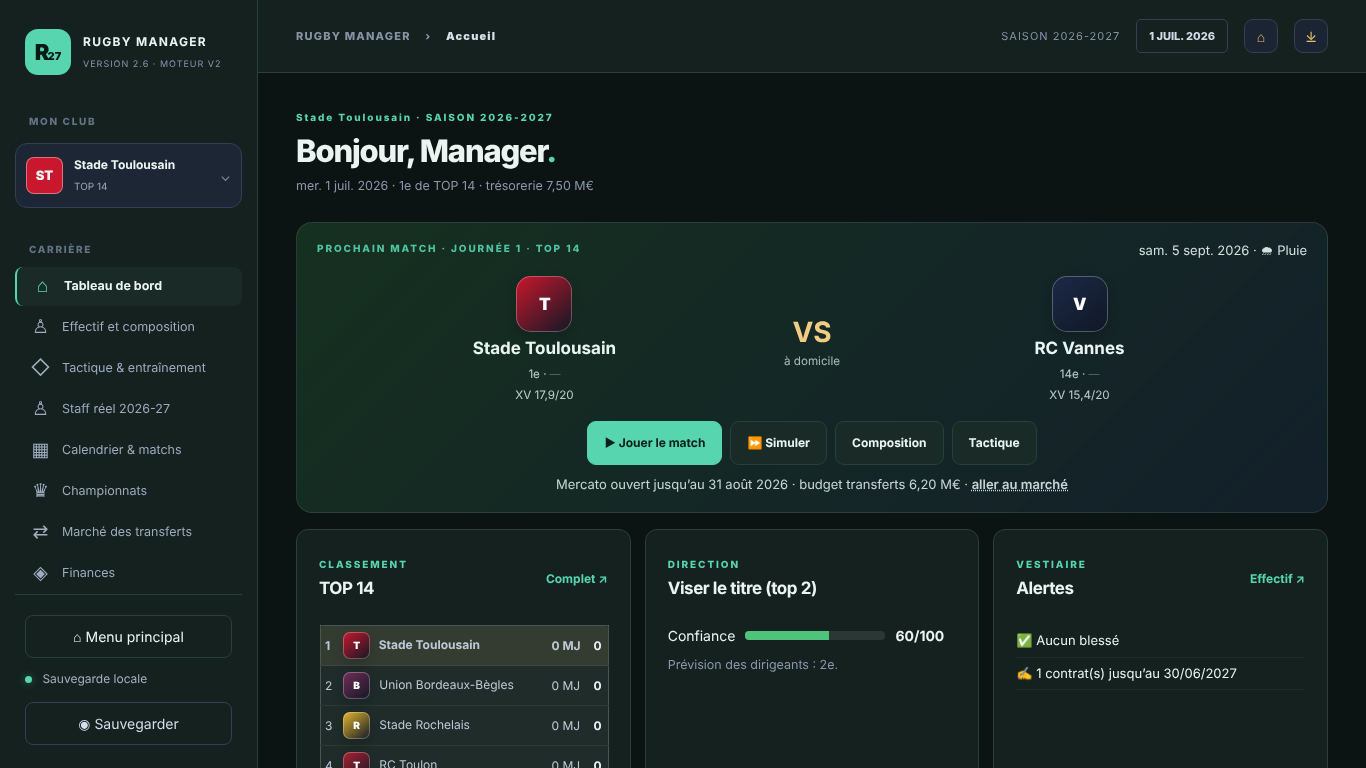 R27
RUGBY MANAGER
VERSION 2.6 · MOTEUR V2
MON CLUB
ST
Stade Toulousain
TOP 14
CARRIÈRE
Tableau de bord
Effectif et composition
Tactique & entraînement
Staff réel 2026-27
Calendrier & matchs
Championnats
Marché des transferts
Finances
Menu principal
Sauvegarde locale
Sauvegarder
RUGBY MANAGER › Accueil
SAISON 2026-2027
1 JUIL. 2026
Stade Toulousain · SAISON 2026-2027
Bonjour, Manager.
mer. 1 juil. 2026 · 1e de TOP 14 · trésorerie 7,50 M€
PROCHAIN MATCH · JOURNÉE 1 · TOP 14
sam. 5 sept. 2026 · 🌧 Pluie
T
Stade Toulousain
1e · —
XV 17,9/20
VS
à domicile
V
RC Vannes
14e · —
XV 15,4/20
▶ Jouer le match
⏩ Simuler
Composition
Tactique
Mercato ouvert jusqu'au 31 août 2026 · budget transferts 6,20 M€ · aller au marché
CLASSEMENT
TOP 14
Complet ↗
1 T Stade Toulousain 0 MJ 0
2 B Union Bordeaux-Bègles 0 MJ 0
3 R Stade Rochelais 0 MJ 0
4 T RC Toulon 0 MJ 0
DIRECTION
Viser le titre (top 2)
Confiance 60/100
Prévision des dirigeants : 2e.
VESTIAIRE
Alertes
Effectif ↗
✅ Aucun blessé
✍ 1 contrat(s) jusqu'au 30/06/2027